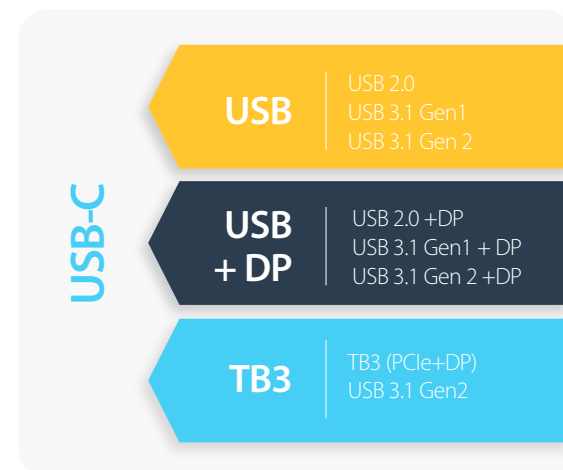 USB-C
USB
USB 2.0
USB 3.1 Gen1
USB 3.1 Gen 2
USB
+ DP
USB 2.0 +DP
USB 3.1 Gen1 + DP
USB 3.1 Gen 2 +DP
TB3
TB3 (PCIe+DP)
USB 3.1 Gen2